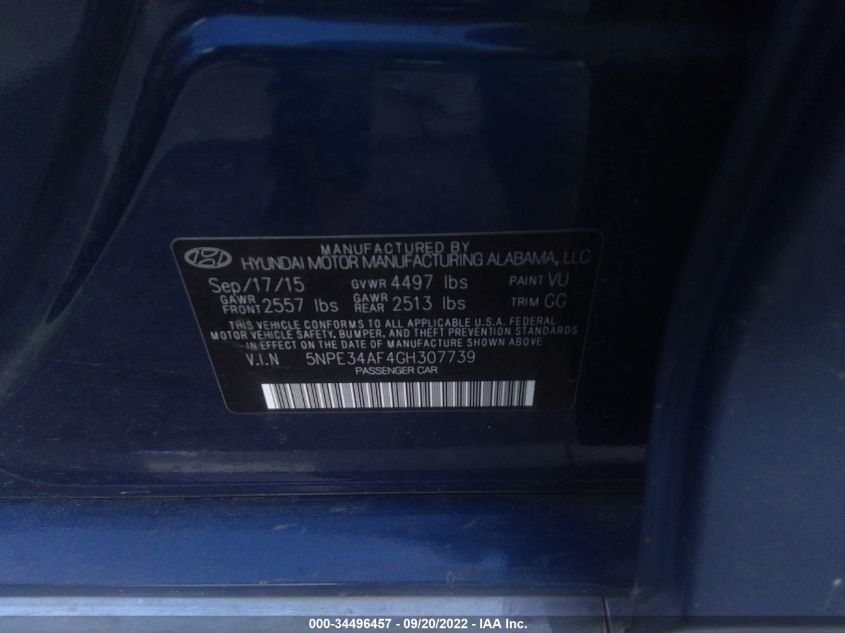 MANUFACTURED BY
HYUNDAI MOTOR MANUFACTURING ALABAMA, LLC
Sep/17/15 GVWR 4497 lbs PAINT VU
GAWR FRONT 2557 lbs GAWR REAR 2513 lbs TRIM GG
THIS VEHICLE CONFORMS TO ALL APPLICABLE U.S.A. FEDERAL
MOTOR VEHICLE SAFETY, BUMPER, AND THEFT PREVENTION STANDARDS
IN EFFECT ON THE DATE OF MANUFACTURE SHOWN ABOVE.
V.I.N 5NPE34AF4GH307739
PASSENGER CAR
000-34496457 - 09/20/2022 - IAA Inc.